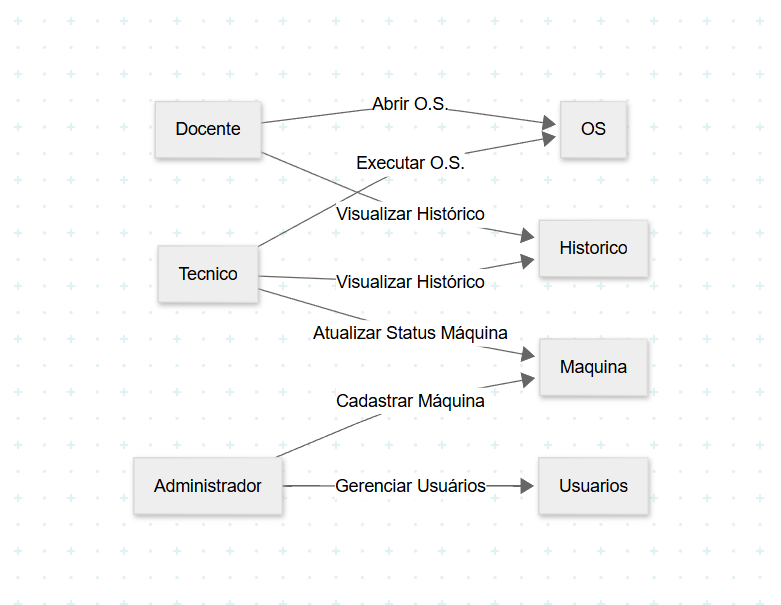 Abrir O.S.
Docente
OS
Executar O.S.
Visualizar Histórico
Historico
Tecnico
Visualizar Histórico
Atualizar Status Máquina
Maquina
Cadastrar Máquina
Administrador
Gerenciar Usuários
Usuarios